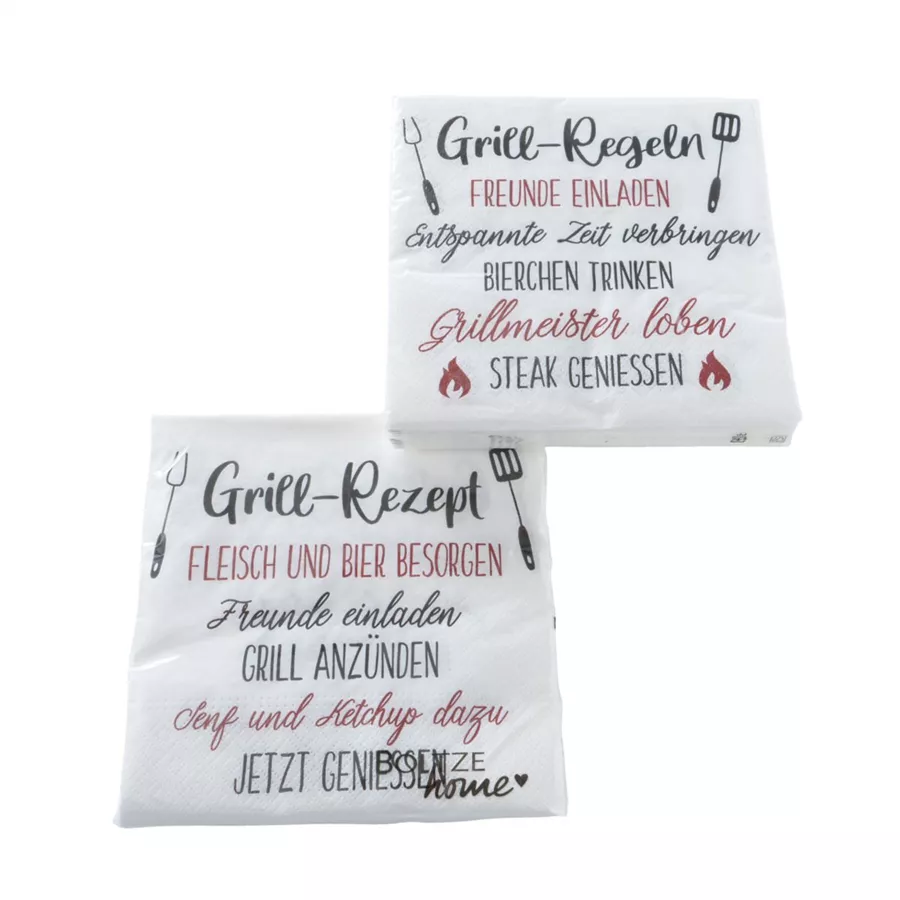 Grill-Regeln
FREUNDE EINLADEN
Entspannte Zeit verbringen
BIERCHEN TRINKEN
Grillmeister loben
STEAK GENIESSEN
Grill-Rezept
FLEISCH UND BIER BESORGEN
Freunde einladen
GRILL ANZÜNDEN
Senf und Ketchup dazu
JETZT GENIESSEN
BOLTZE
home